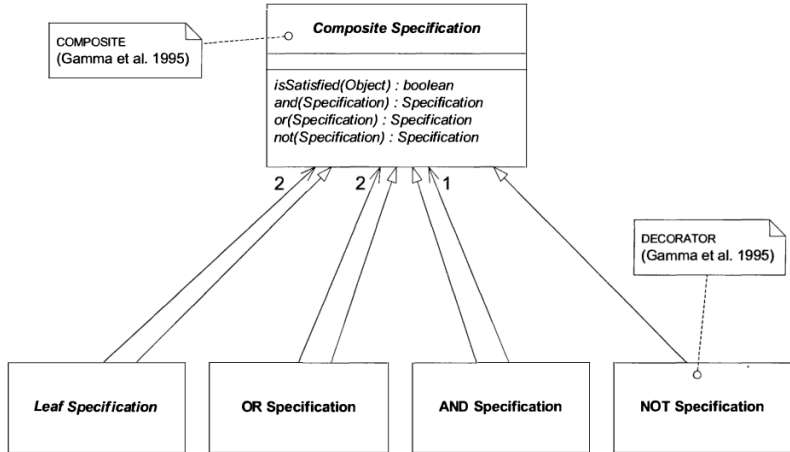 Composite Specification
COMPOSITE
(Gamma et al. 1995)
isSatisfied(Object) : boolean
and(Specification) : Specification
or(Specification) : Specification
not(Specification) : Specification
2
2
1
DECORATOR
(Gamma et al. 1995)
Leaf Specification
OR Specification
AND Specification
NOT Specification